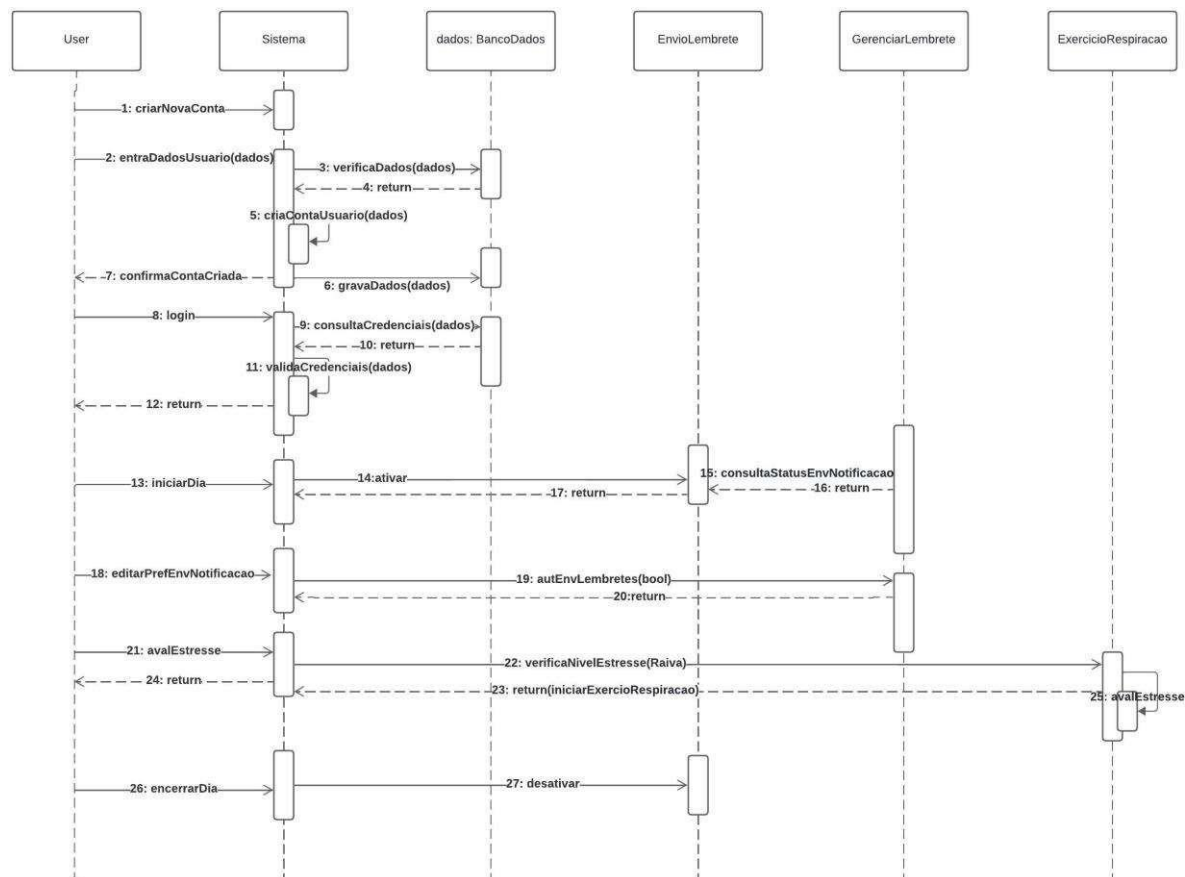 User
Sistema
dados: BancoDados
EnvioLembrete
GerenciarLembrete
ExercicioRespiracao
1: criarNovaConta
2: entraDadosUsuario(dados)
3: verificaDados(dados)
4: return
5: criaContaUsuario(dados)
7: confirmaContaCriada
6: gravaDados(dados)
8: login
9: consultaCredenciais(dados)
10: return
11: validaCredenciais(dados)
12: return
13: iniciarDia
14:ativar
15: consultaStatusEnvNotificacao
16: return
17: return
18: editarPrefEnvNotificacao
19: autEnvLembretes(bool)
20:return
21: avalEstresse
22: verificaNivelEstresse(Raiva)
24: return
23: return(iniciarExercioRespiracao)
25: avalEstresse
26: encerrarDia
27: desativar